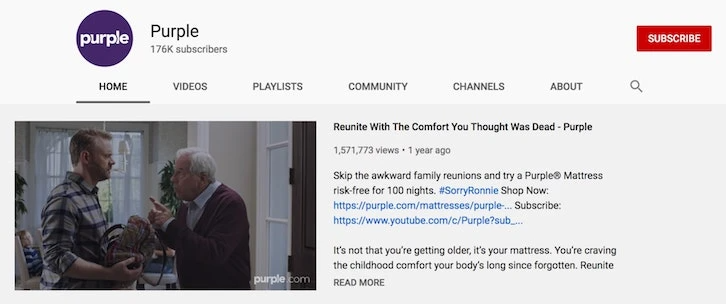 purple
Purple
176K subscribers
SUBSCRIBE
HOME VIDEOS PLAYLISTS COMMUNITY CHANNELS ABOUT
Reunite With The Comfort You Thought Was Dead - Purple
1,571,773 views • 1 year ago
Skip the awkward family reunions and try a Purple® Mattress
risk-free for 100 nights. #SorryRonnie Shop Now:
https://purple.com/mattresses/purple-... Subscribe:
https://www.youtube.com/c/Purple?sub_...
It's not that you're getting older, it's your mattress. You're craving
the childhood comfort your body's long since forgotten. Reunite
READ MORE
purple.com